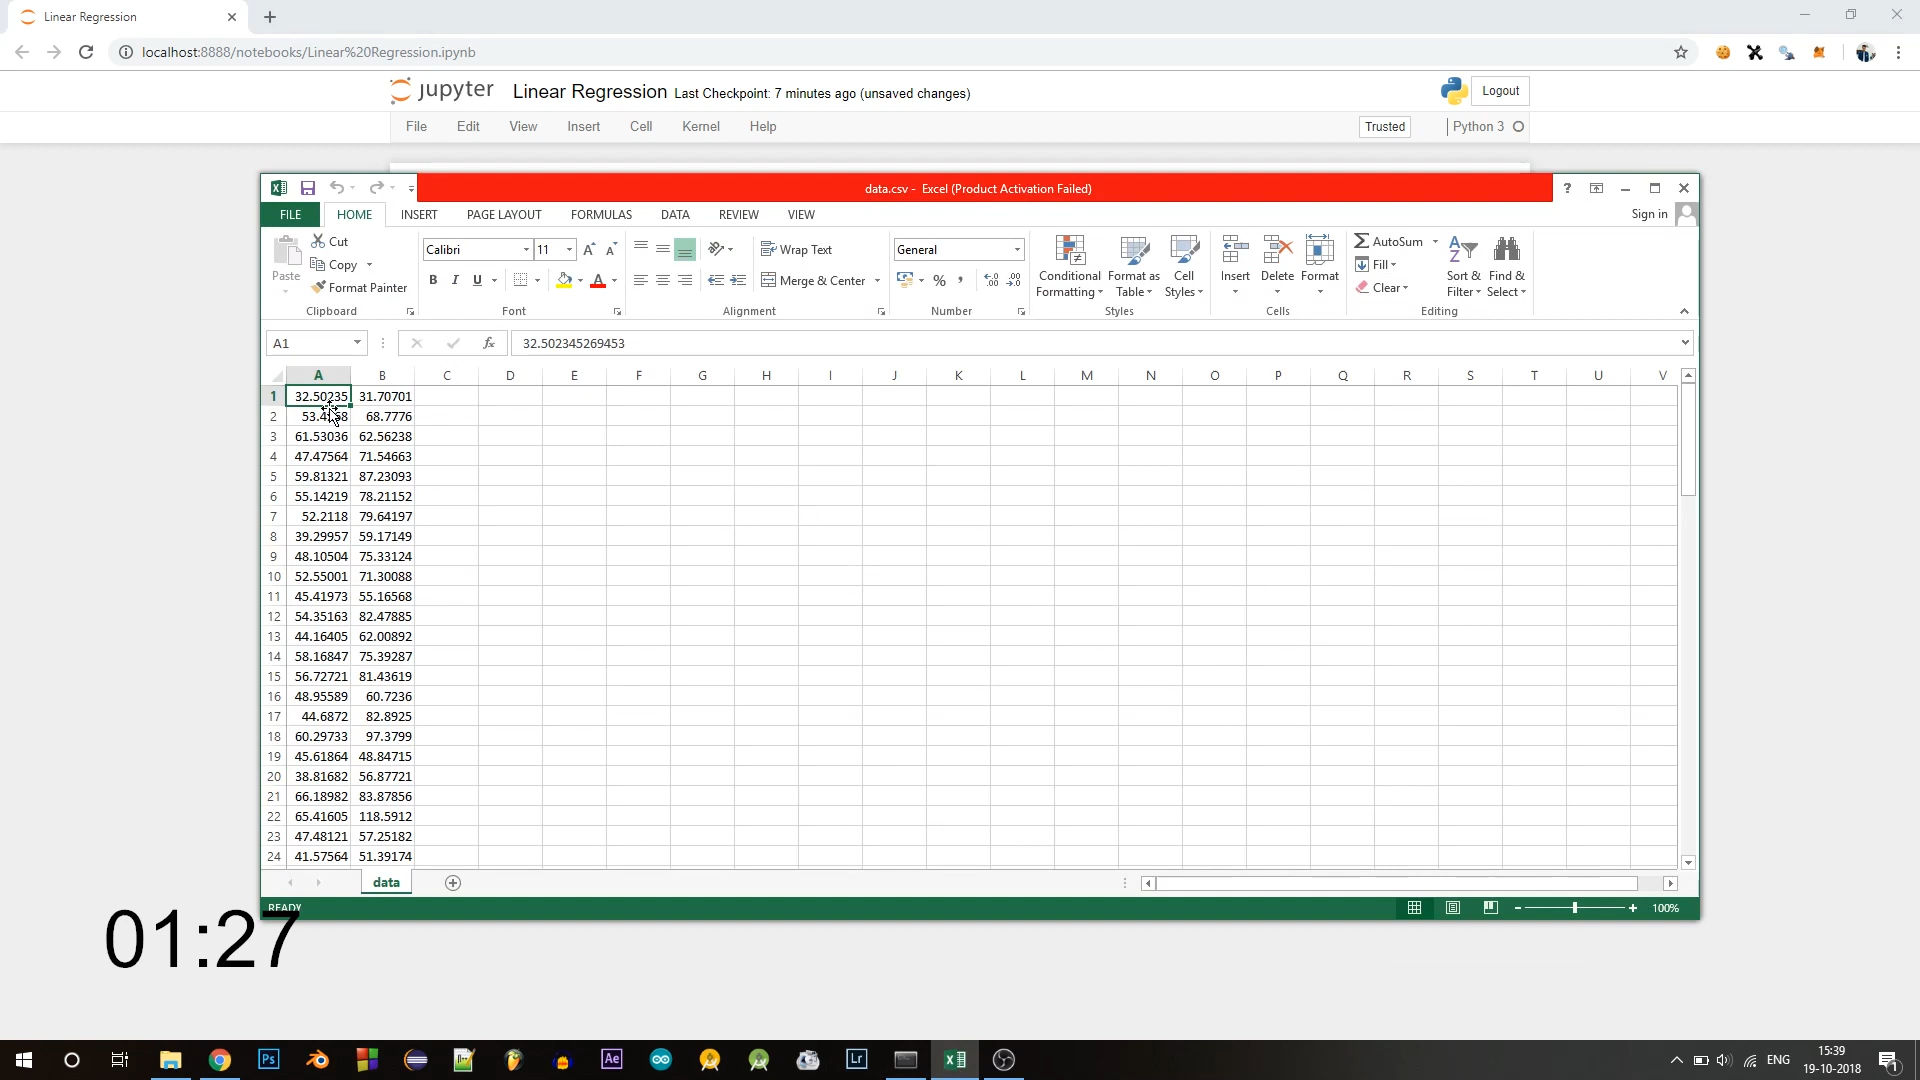 Linear Regression
localhost:8888/notebooks/Linear%20Regression.ipynb
jupyter Linear Regression Last Checkpoint: 7 minutes ago (unsaved changes) Logout
File Edit View Insert Cell Kernel Help Trusted Python 3
data.csv - Excel (Product Activation Failed) ?
FILE HOME INSERT PAGE LAYOUT FORMULAS DATA REVIEW VIEW Sign in
Paste Cut Copy Format Painter
Clipboard
Calibri 11 A A
B I U A
Font
Wrap Text
Merge & Center
Alignment
General
% ,
Number
Conditional Formatting Format as Table Cell Styles
Styles
Insert Delete Format
Cells
AutoSum Fill Clear Sort & Filter Find & Select
Editing
A1 fx 32.502345269453
A B C D E F G H I J K L M N O P Q R S T U V
1 32.50235 31.70701
2 68.7776
3 61.53036 62.56238
4 47.47564 71.54663
5 59.81321 87.23093
6 55.14219 78.21152
7 52.2118 79.64197
8 39.29957 59.17149
9 48.10504 75.33124
10 52.55001 71.30088
11 45.41973 55.16568
12 54.35163 82.47885
13 44.16405 62.00892
14 58.16847 75.39287
15 56.72721 81.43619
16 48.95589 60.7236
17 44.6872 82.8925
18 60.29733 97.3799
19 45.61864 48.84715
20 38.81682 56.87721
21 66.18982 83.87856
22 65.41605 118.5912
23 47.48121 57.25182
24 41.57564 51.39174
data
READY 100%
01:27
Ps Ae Lr ENG 15:39
19-10-2018 1